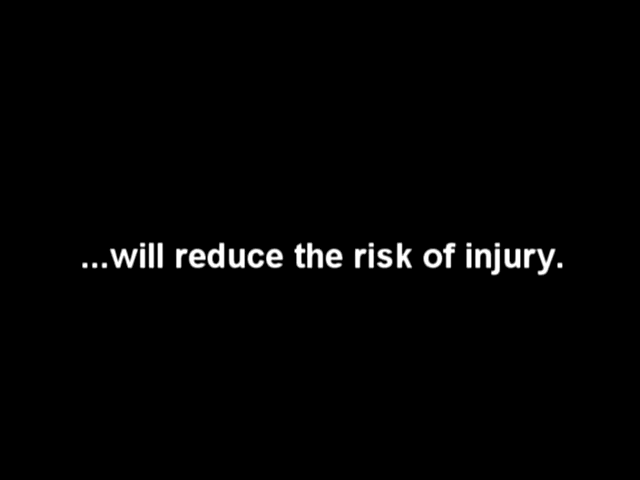 ...will reduce the risk of injury.